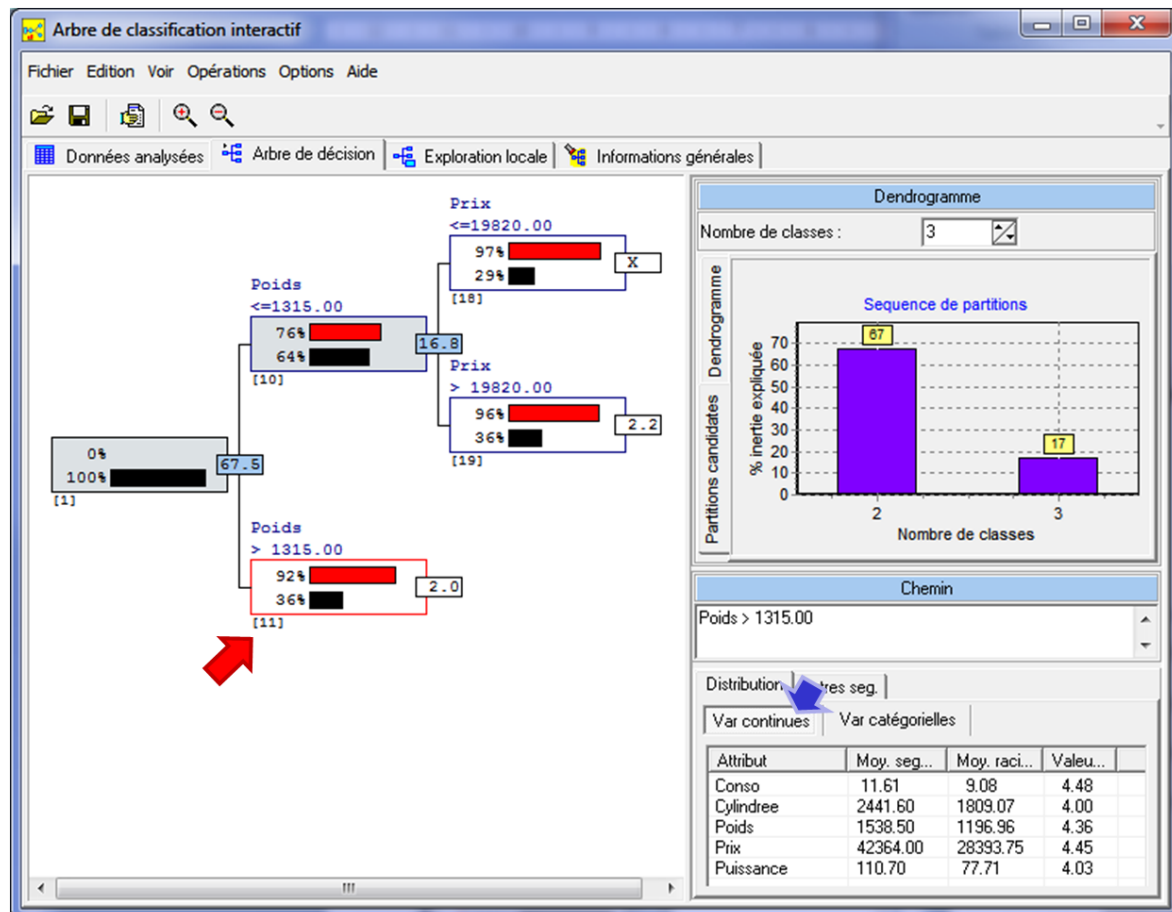 Arbre de classification interactif
Fichier Edition Voir Opérations Options Aide
Données analysées Arbre de décision Exploration locale Informations générales
Prix
<=19820.00
97%
29%
X
[18]
Poids
<=1315.00
76%
64%
16.8
[10]
Prix
> 19820.00
96%
36%
2.2
[19]
0%
100%
67.5
[1]
Poids
> 1315.00
92%
36%
2.0
[11]
Dendrogramme
Nombre de classes : 3
Dendrogramme
Partitions candidates
Sequence de partitions
% inertie expliquée
70
60
50
40
30
20
10
0
67
17
2 3
Nombre de classes
Chemin
Poids > 1315.00
Distribution seg.
Var continues Var catégorielles
Attribut Moy. seg... Moy. raci... Valeu...
Conso 11.61 9.08 4.48
Cylindree 2441.60 1809.07 4.00
Poids 1538.50 1196.96 4.36
Prix 42364.00 28393.75 4.45
Puissance 110.70 77.71 4.03